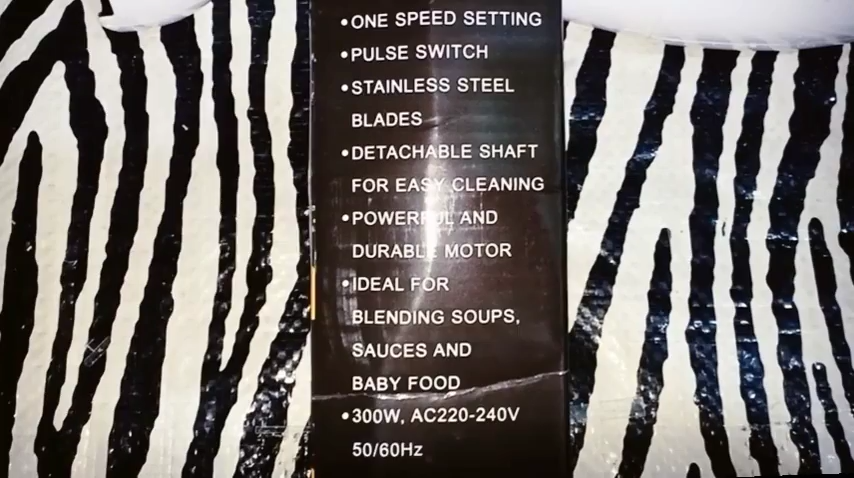 •ONE SPEED SETTING
•PULSE SWITCH
•STAINLESS STEEL
BLADES
•DETACHABLE SHAFT
FOR EASY CLEANING
•POWERFUL AND
DURABLE MOTOR
•IDEAL FOR
BLENDING SOUPS,
SAUCES AND
BABY FOOD
•300W, AC220-240V
50/60Hz